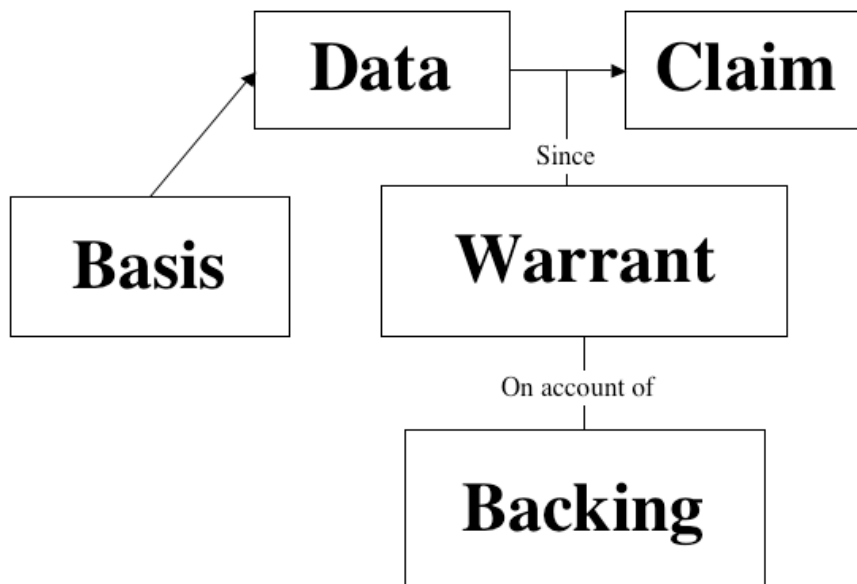 Data
Claim
Since
Basis
Warrant
On account of
Backing